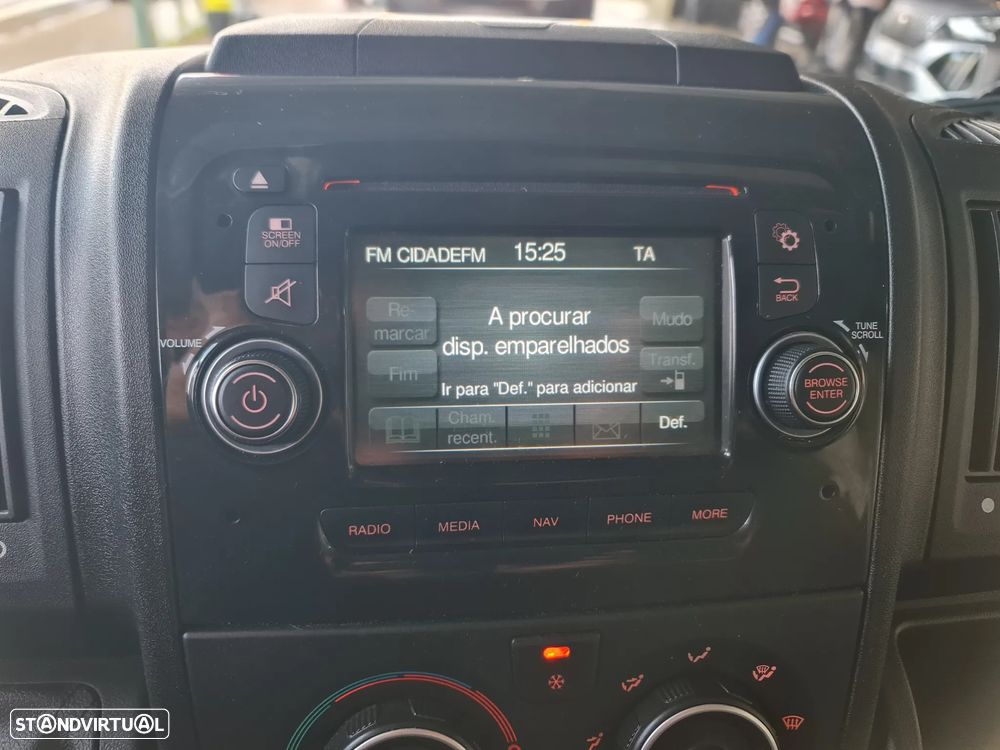 SCREEN
ON/OFF
FM CIDADEFM 15:25 TA
BACK
VOLUME
TUNE
SCROLL
Re-
marcar
A procurar
disp. emparelhados
Mudo
Fim
Transf.
Ir para "Def." para adicionar
Cham.
recent.
Def.
BROWSE
ENTER
RADIO MEDIA NAV PHONE MORE
STANDVIRTUAL